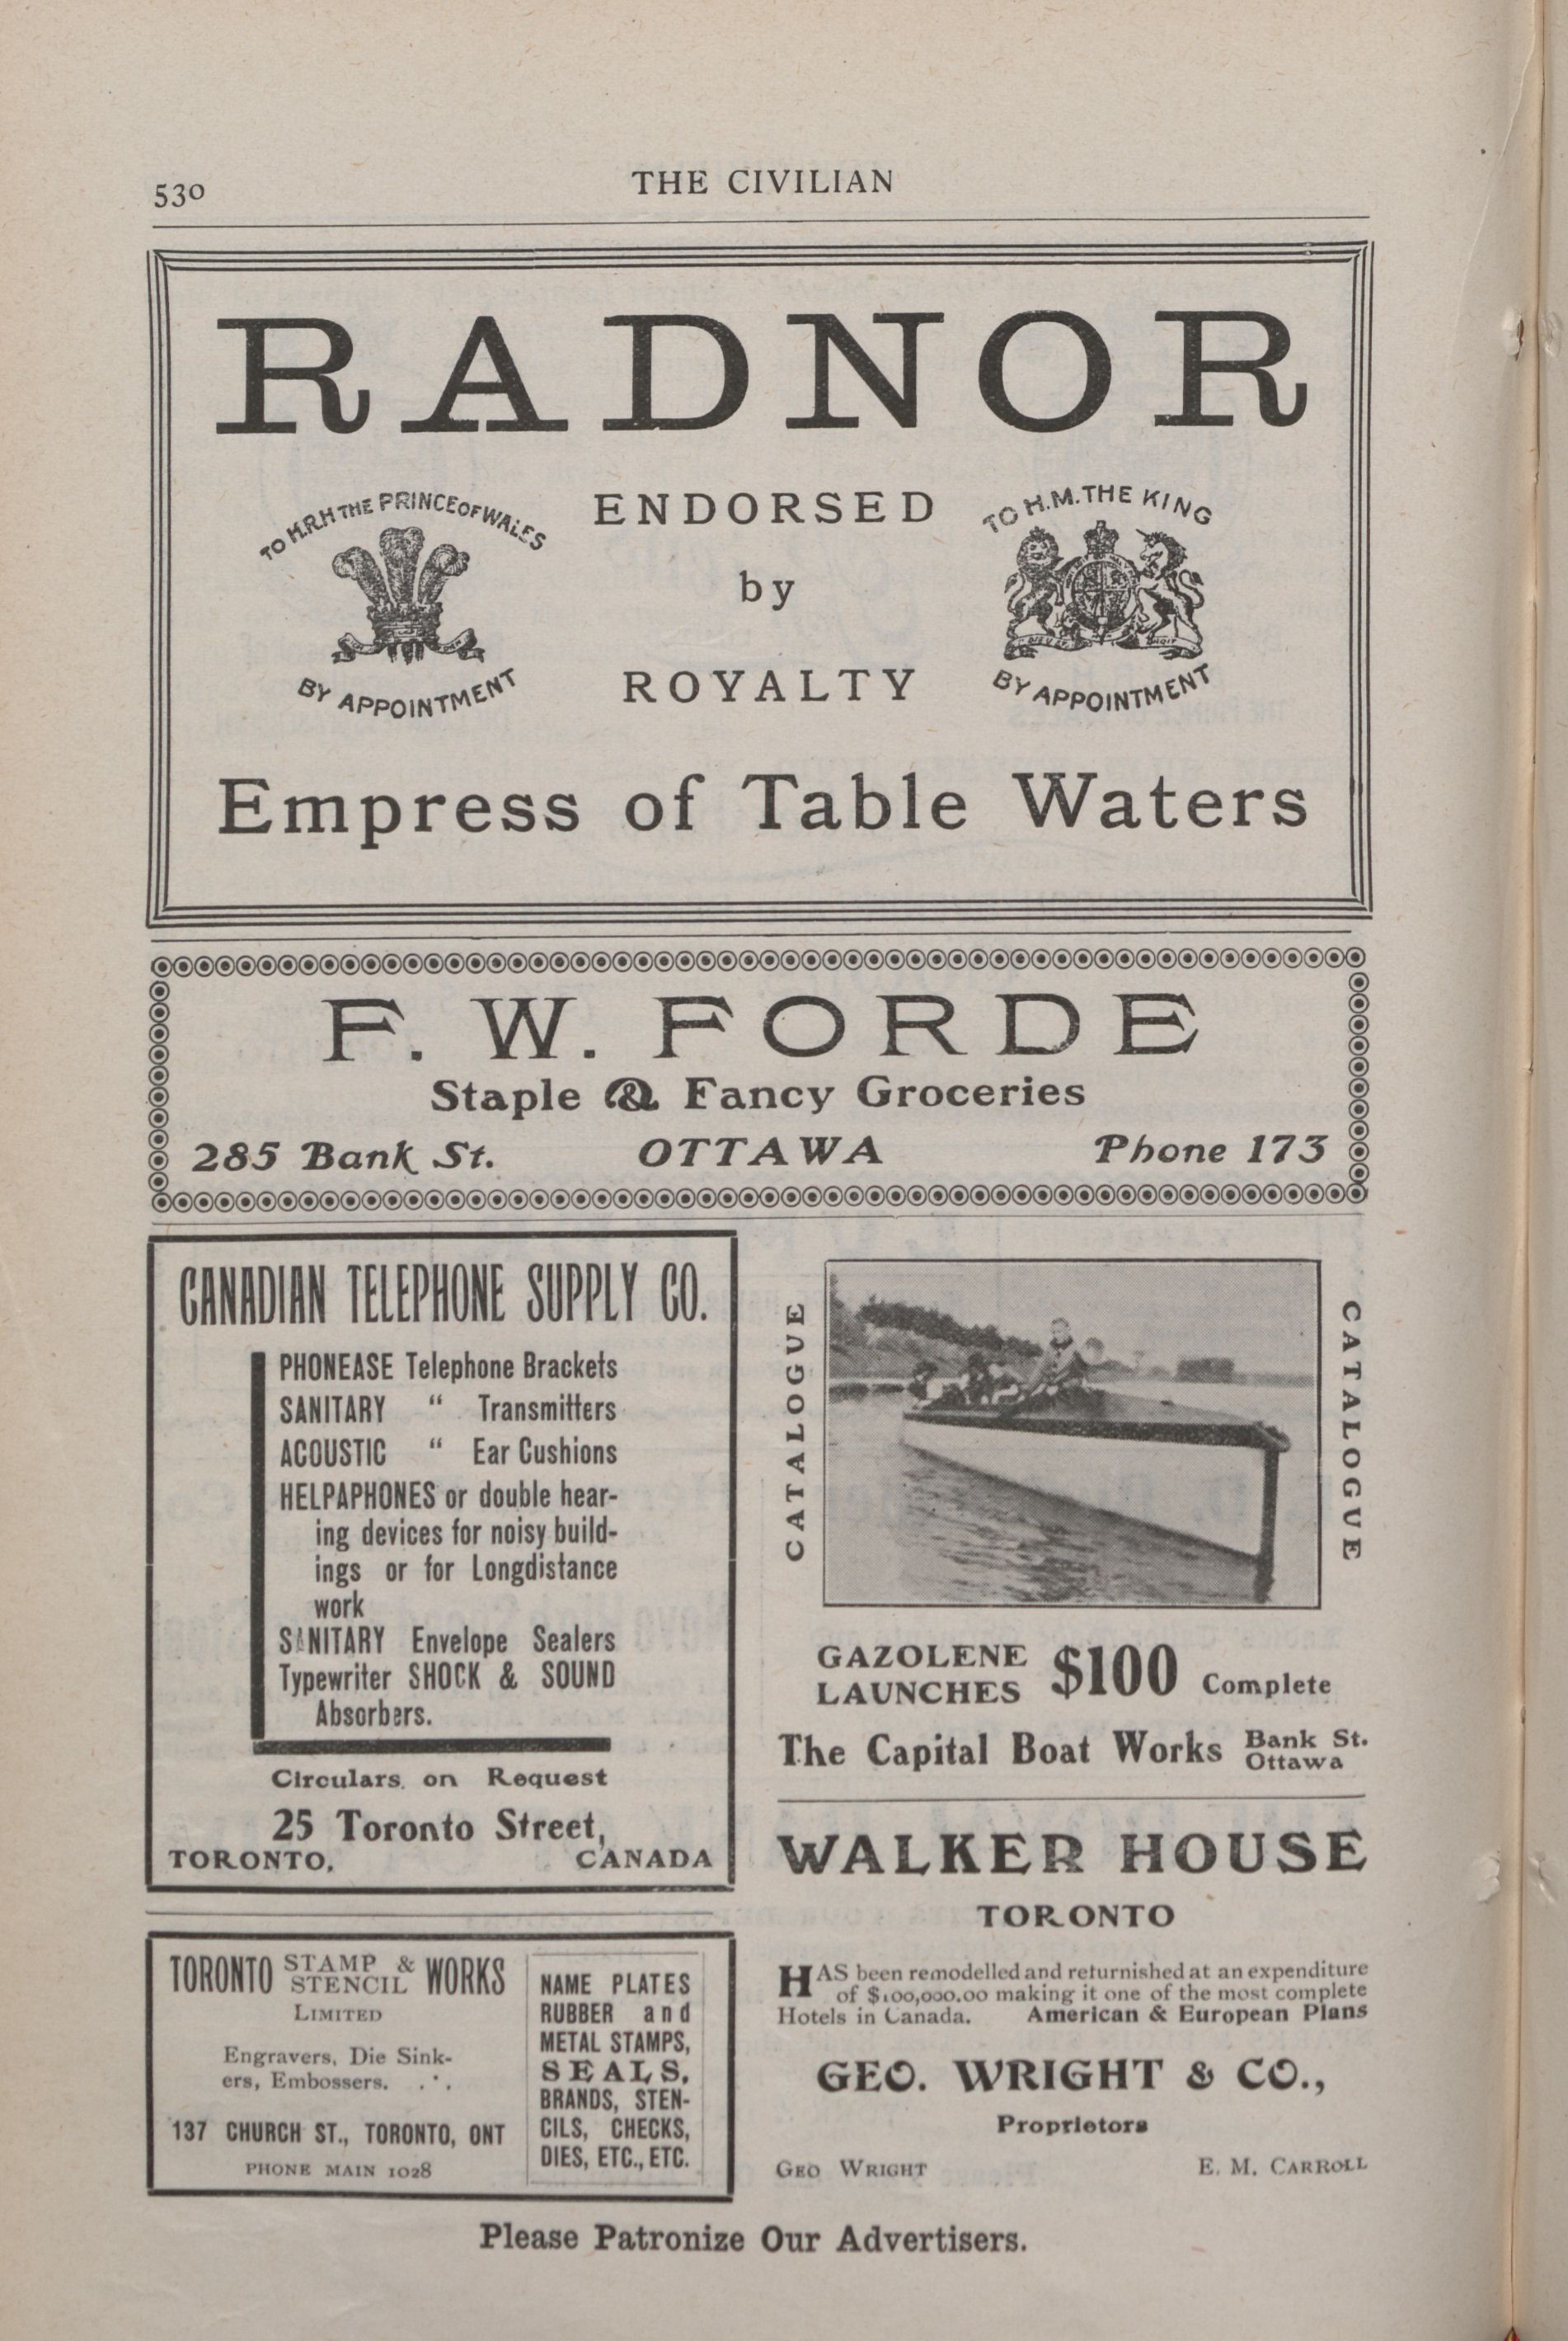 530
THE CIVILIAN
RADNOR
TO H.R.H THE PRINCE OF WALES
BY APPOINTMENT
ENDORSED
by
ROYALTY
TO H.M. THE KING
BY APPOINTMENT
Empress of Table Waters
F. W. FORDE
Staple & Fancy Groceries
285 Bank St. OTTAWA Phone 173
CANADIAN TELEPHONE SUPPLY CO.
PHONEASE Telephone Brackets
SANITARY " Transmitters
ACOUSTIC " Ear Cushions
HELPAPHONES or double hear-
ing devices for noisy build-
ings or for Longdistance
work
SANITARY Envelope Sealers
Typewriter SHOCK & SOUND
Absorbers.
Circulars on Request
25 Toronto Street,
TORONTO, CANADA
TORONTO STAMP & STENCIL WORKS
LIMITED
Engravers, Die Sink-
ers, Embossers. .·.
137 CHURCH ST., TORONTO, ONT
PHONE MAIN 1028
NAME PLATES
RUBBER and
METAL STAMPS,
SEALS,
BRANDS, STEN-
CILS, CHECKS,
DIES, ETC., ETC.
CATALOGUE
CATALOGUE
GAZOLENE
LAUNCHES $100 Complete
The Capital Boat Works Bank St.
Ottawa
WALKER HOUSE
TORONTO
HAS been remodelled and returnished at an expenditure
of $100,000.00 making it one of the most complete
Hotels in Canada. American & European Plans
GEO. WRIGHT & CO.,
Proprietors
GEO WRIGHT E. M. CARROLL
Please Patronize Our Advertisers.